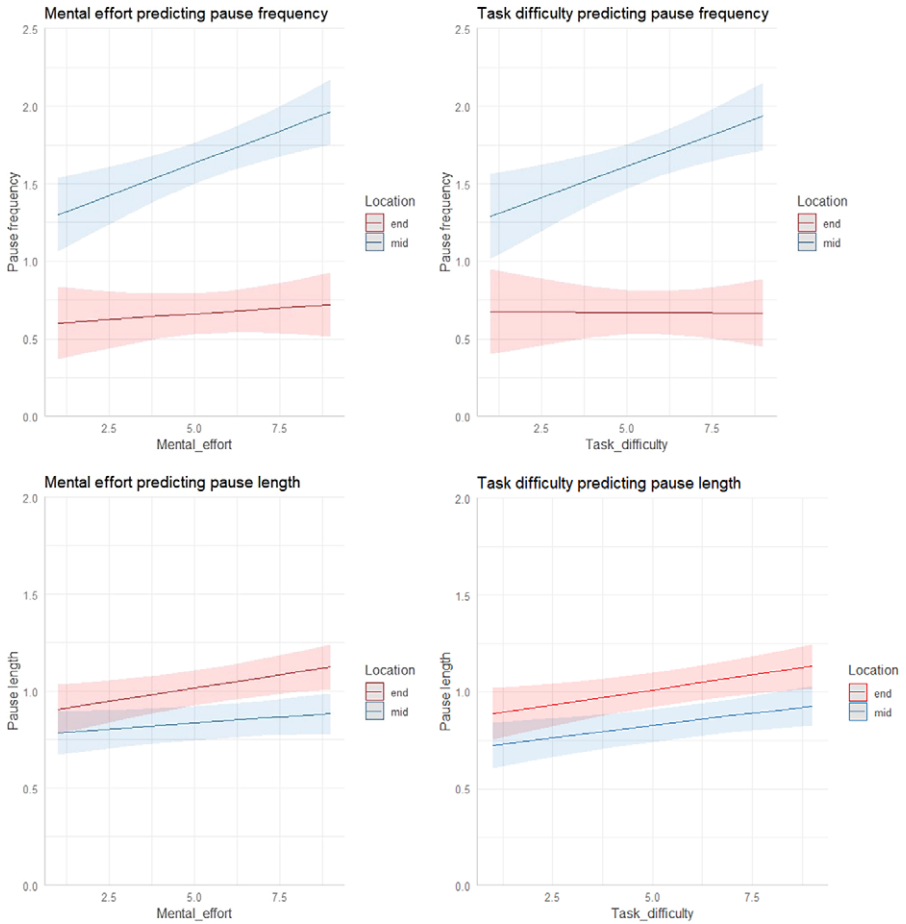 Mental effort predicting pause frequency
2.5
2.0
1.5
1.0
0.5
0.0
Pause frequency
2.5
5.0
7.5
Mental_effort
Location
end
mid
Task difficulty predicting pause frequency
2.5
2.0
1.5
1.0
0.5
0.0
Pause frequency
2.5
5.0
7.5
Task_difficulty
Location
end
mid
Mental effort predicting pause length
2.0
1.5
1.0
0.5
0.0
Pause length
2.5
5.0
7.5
Mental_effort
Location
end
mid
Task difficulty predicting pause length
2.0
1.5
1.0
0.5
0.0
Pause length
2.5
5.0
7.5
Task_difficulty
Location
end
mid